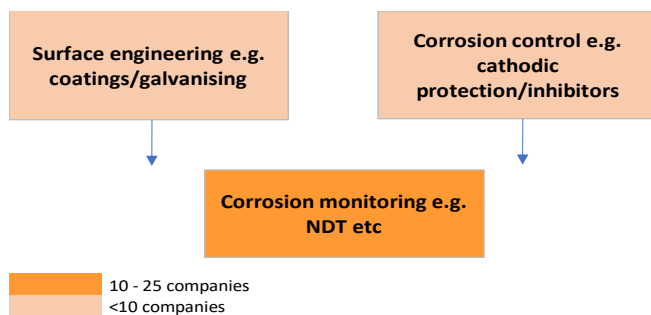 Surface engineering e.g.
coatings/galvanising
Corrosion control e.g.
cathodic
protection/inhibitors
Corrosion monitoring e.g.
NDT etc
10 - 25 companies
<10 companies